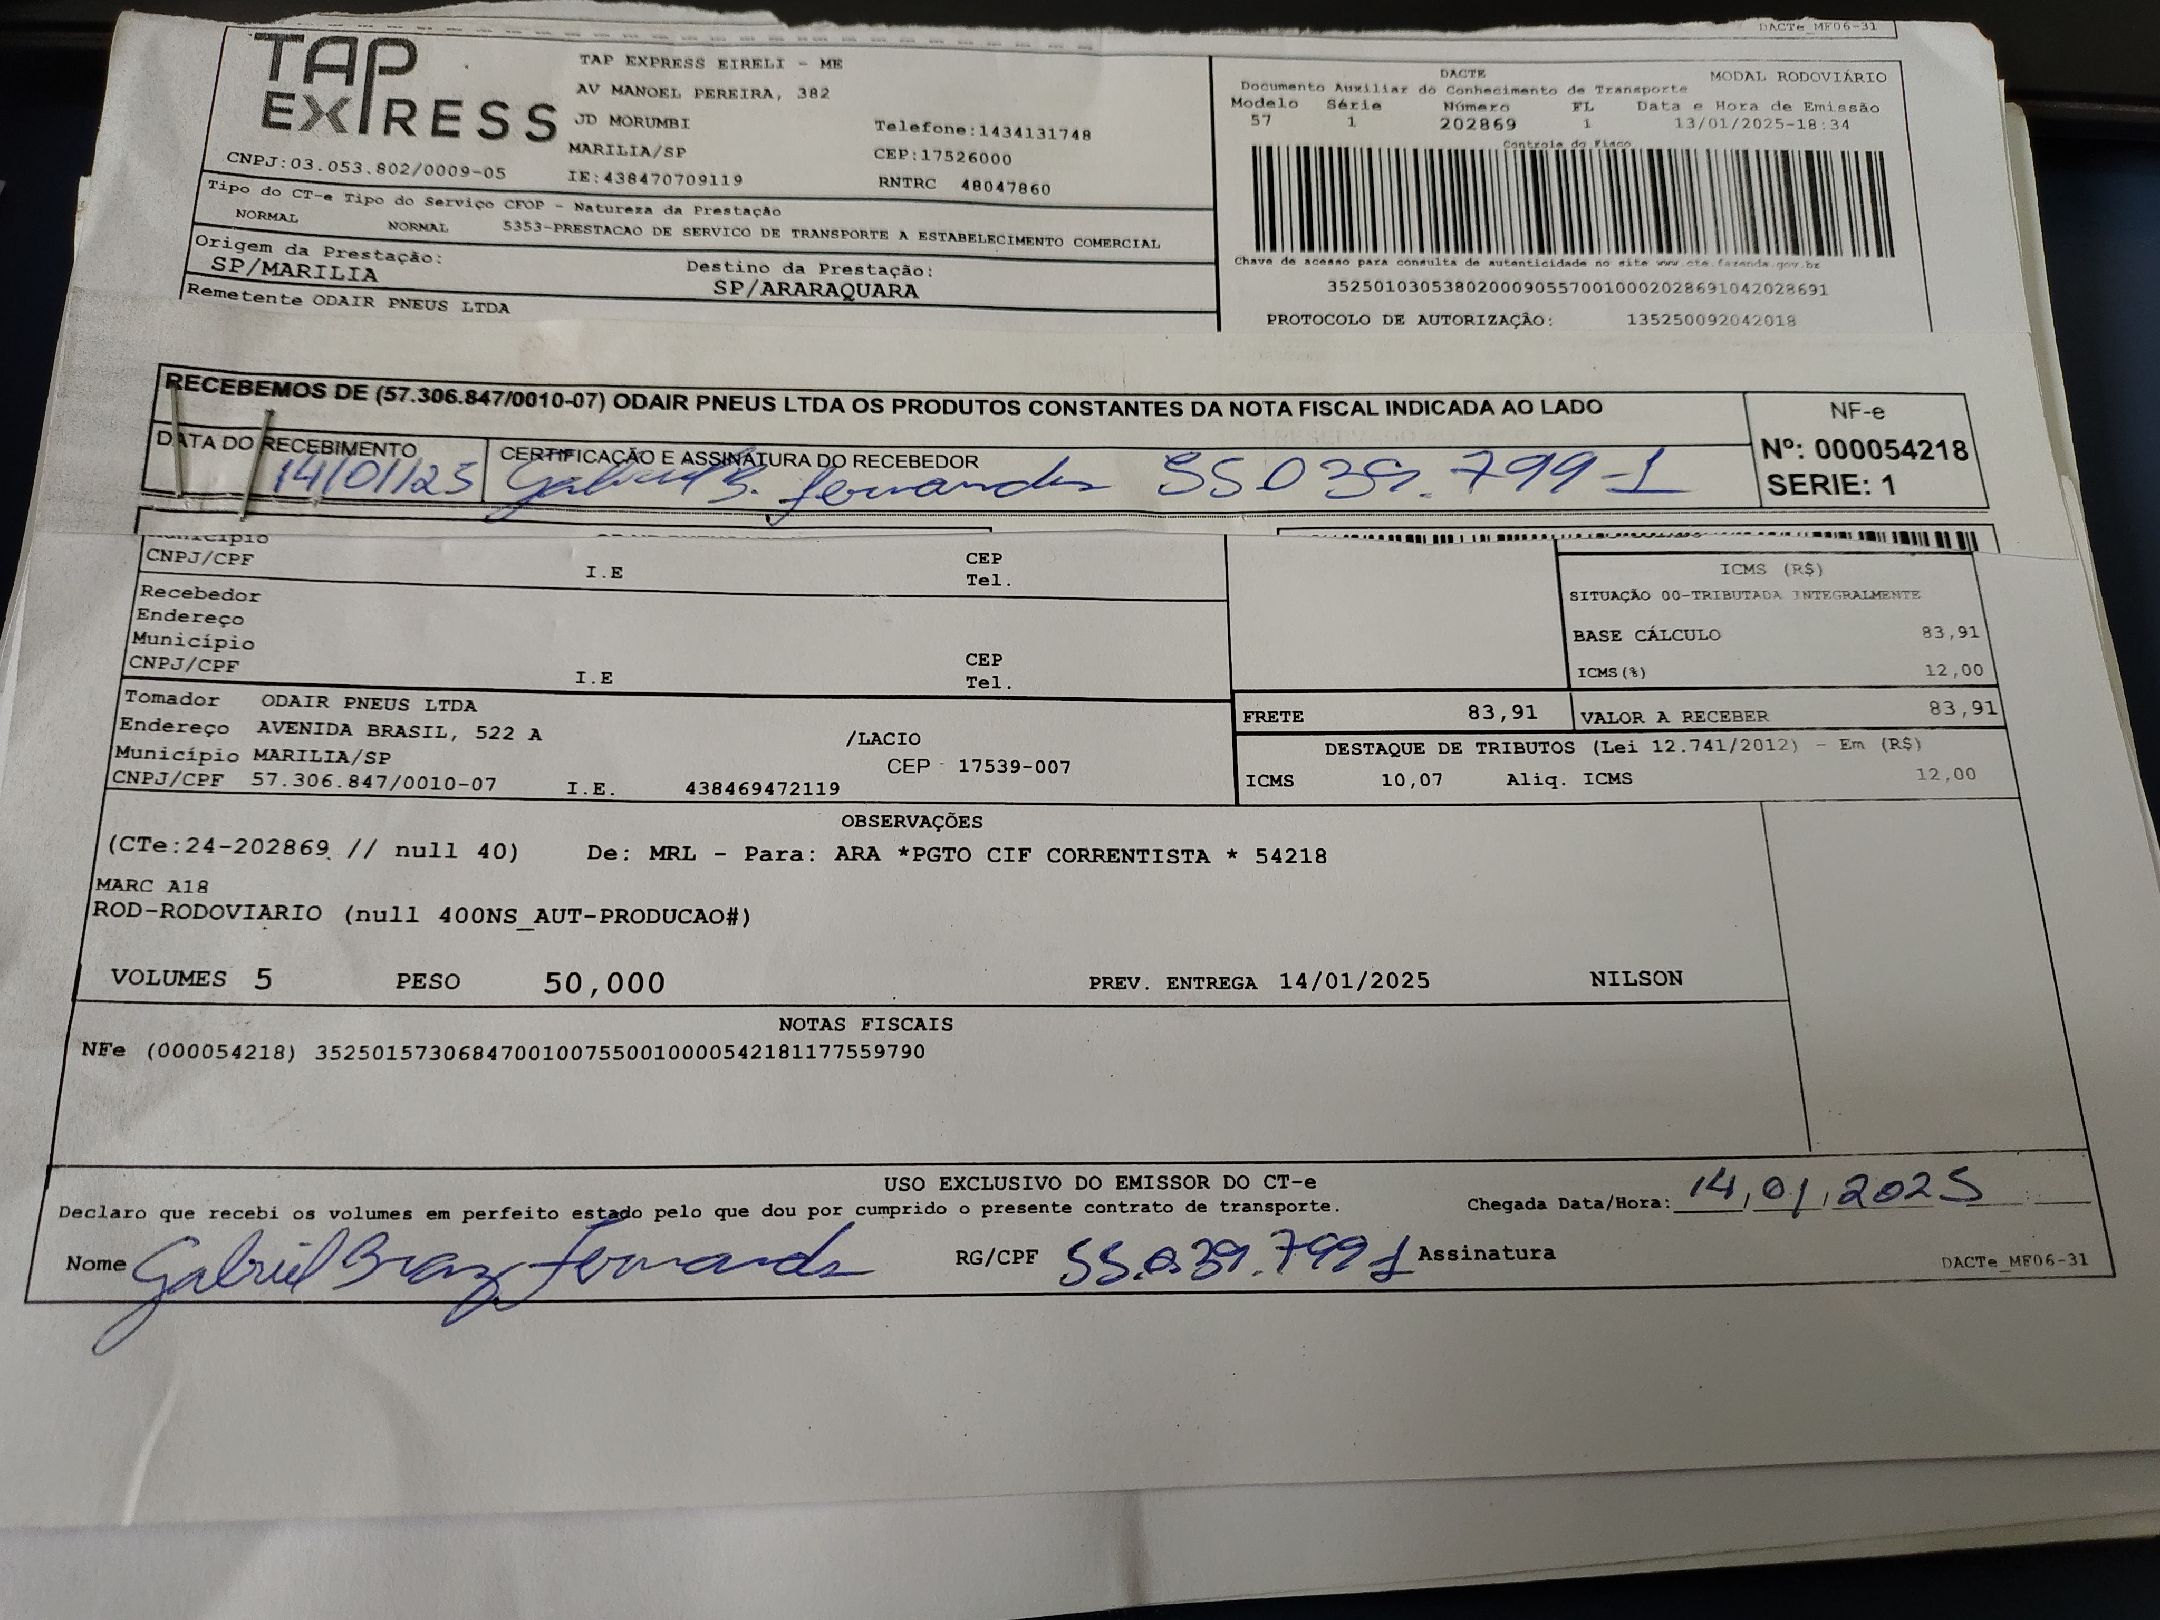 DACTe_MF06-31
TAP EXPRESS
TAP EXPRESS EIRELI - ME
AV MANOEL PEREIRA, 382
JD MORUMBI
Telefone:1434131748
MARILIA/SP
CEP:17526000
CNPJ:03.053.802/0009-05
IE:438470709119
RNTRC 48047860
DACTE
MODAL RODOVIÁRIO
Documento Auxiliar do Conhecimento de Transporte
Modelo Série Número FL Data e Hora de Emissão
57 1 202869 1 13/01/2025-18:34
Controle do Fisco
Tipo do CT-e Tipo do Serviço CFOP - Natureza da Prestação
NORMAL NORMAL 5353-PRESTACAO DE SERVICO DE TRANSPORTE A ESTABELECIMENTO COMERCIAL
Origem da Prestação: Destino da Prestação:
SP/MARILIA SP/ARARAQUARA
Remetente ODAIR PNEUS LTDA
Chave de acesso para consulta de autenticidade no site www.cte.fazenda.gov.br
35250103053802000905570010002028691042028691
PROTOCOLO DE AUTORIZAÇÃO: 135250092042018
RECEBEMOS DE (57.306.847/0010-07) ODAIR PNEUS LTDA OS PRODUTOS CONSTANTES DA NOTA FISCAL INDICADA AO LADO
NF-e
Nº: 000054218
SERIE: 1
DATA DO RECEBIMENTO
14/01/25
CERTIFICAÇÃO E ASSINATURA DO RECEBEDOR
Gabriel B. Fernandes 55.039.799-1
Município
CNPJ/CPF I.E CEP
Tel.
Recebedor
Endereço
Município
CNPJ/CPF I.E CEP
Tel.
ICMS (R$)
SITUAÇÃO 00-TRIBUTADA INTEGRALMENTE
BASE CÁLCULO 83,91
ICMS(%) 12,00
Tomador ODAIR PNEUS LTDA
Endereço AVENIDA BRASIL, 522 A /LACIO
Município MARILIA/SP CEP 17539-007
CNPJ/CPF 57.306.847/0010-07 I.E. 438469472119
FRETE 83,91 VALOR A RECEBER 83,91
DESTAQUE DE TRIBUTOS (Lei 12.741/2012) - Em (R$)
ICMS 10,07 Aliq. ICMS 12,00
OBSERVAÇÕES
(CTe:24-202869 // null 40) De: MRL - Para: ARA *PGTO CIF CORRENTISTA * 54218
MARC A18
ROD-RODOVIARIO (null 400NS_AUT-PRODUCAO#)
VOLUMES 5 PESO 50,000 PREV. ENTREGA 14/01/2025 NILSON
NOTAS FISCAIS
NFe (000054218) 35250157306847001007550010000542181177559790
USO EXCLUSIVO DO EMISSOR DO CT-e
Declaro que recebi os volumes em perfeito estado pelo que dou por cumprido o presente contrato de transporte.
Chegada Data/Hora: 14/01/2025
Nome Gabriel Braz Fernandes RG/CPF 55.039.799 1 Assinatura
DACTe_MF06-31